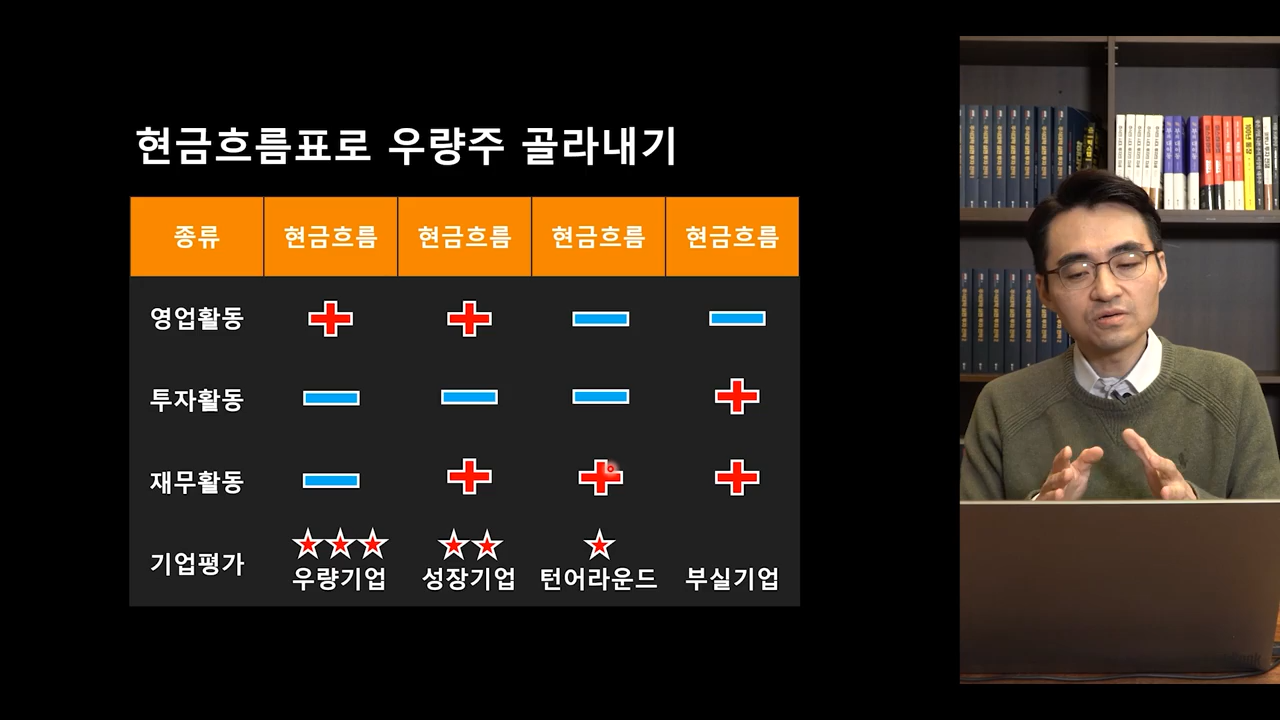 현금흐름표로 우량주 골라내기
종류 현금흐름 현금흐름 현금흐름 현금흐름
영업활동
투자활동
재무활동
기업평가
우량기업 성장기업 턴어라운드 부실기업